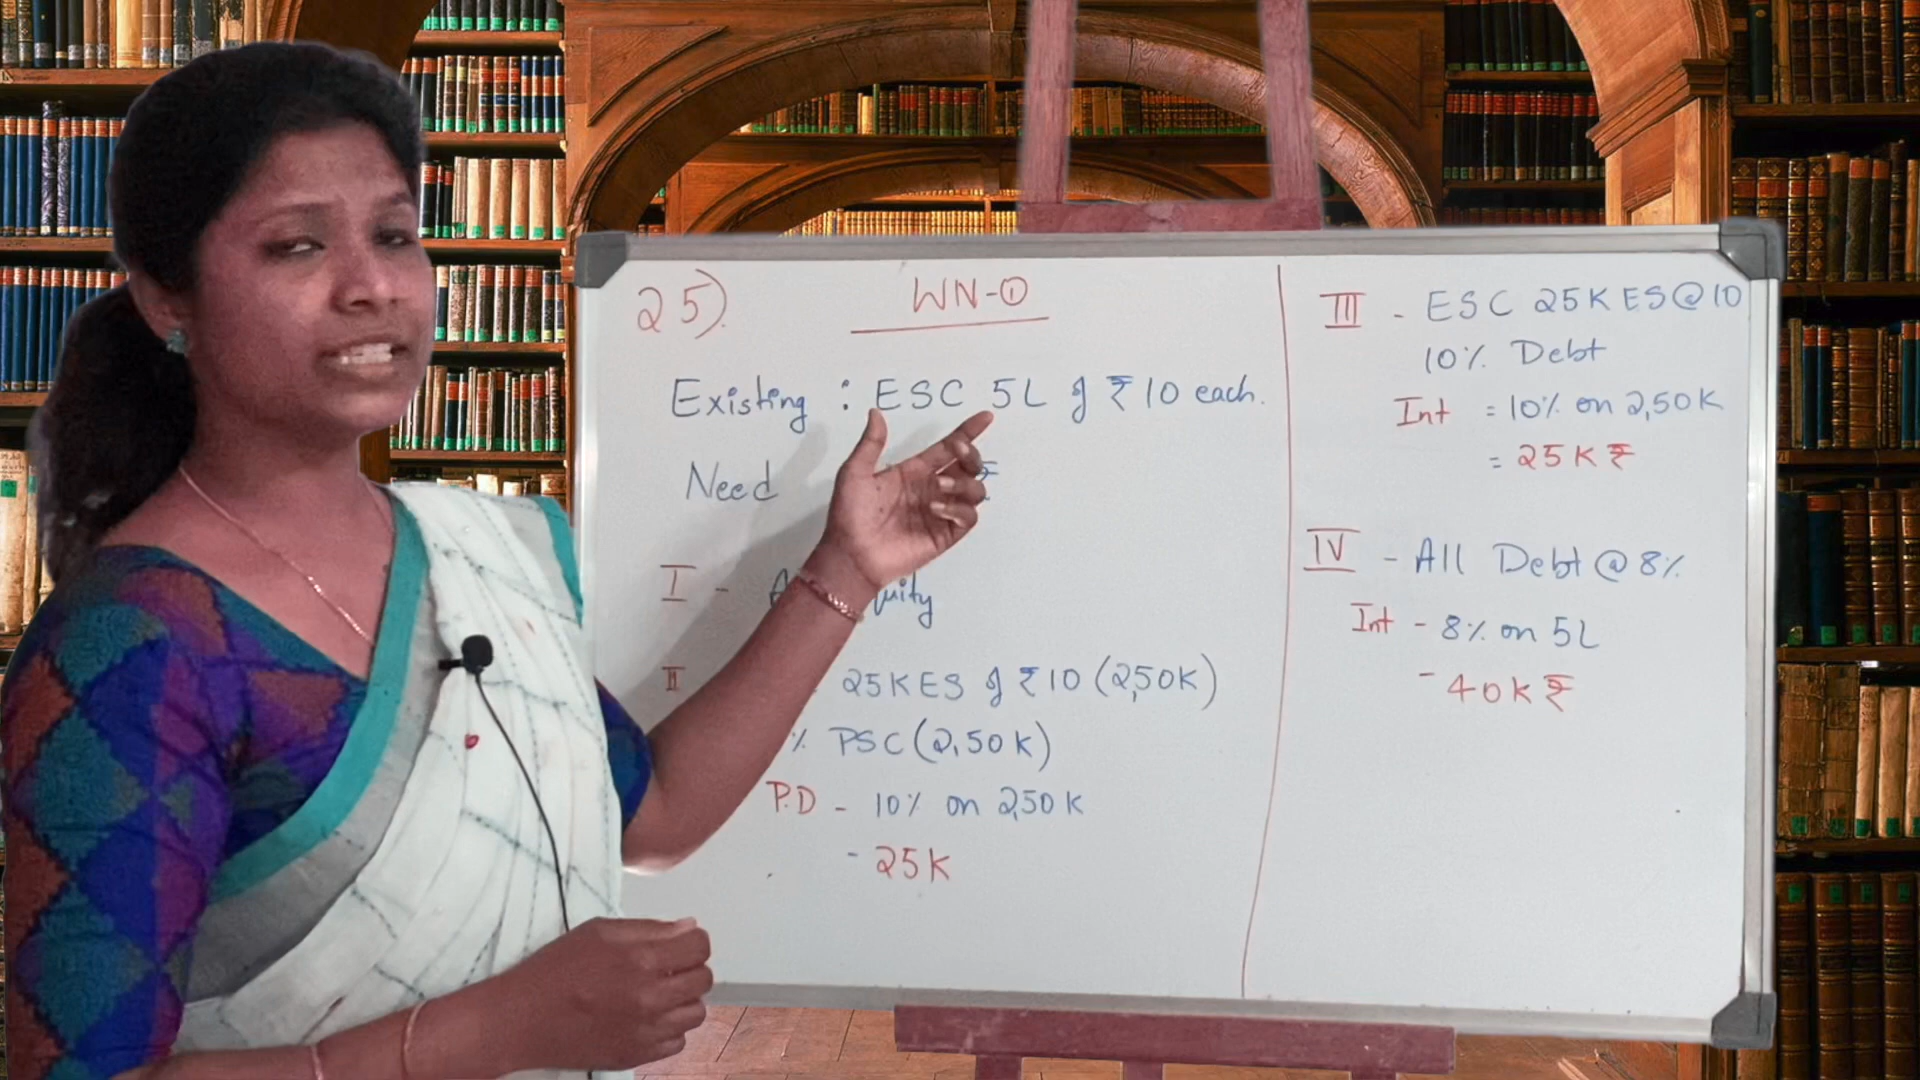 25). WN-①
Existing : ESC 5L of ₹10 each.
Need ₹
I -
II 25K ES of ₹10 (2,50K)
% PSC (2,50K)
P.D - 10% on 2,50K
- 25K
III - ESC 25K ES@10
10% Debt
Int = 10% on 2,50K
= 25K ₹
IV - All Debt @ 8%
Int - 8% on 5L
- 40K ₹